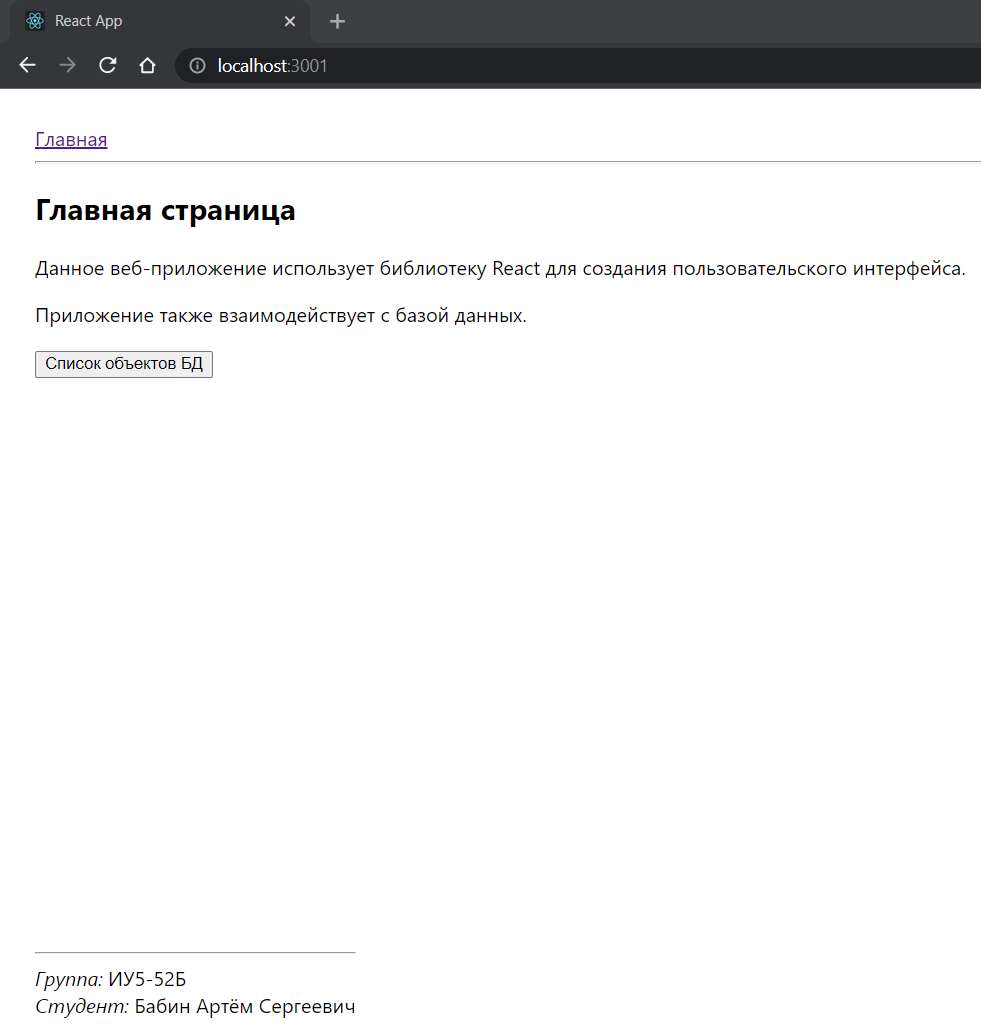 React App
localhost:3001
Главная
Главная страница
Данное веб-приложение использует библиотеку React для создания пользовательского интерфейса.
Приложение также взаимодействует с базой данных.
Список объектов БД
Группа: ИУ5-52Б
Студент: Бабин Артём Сергеевич